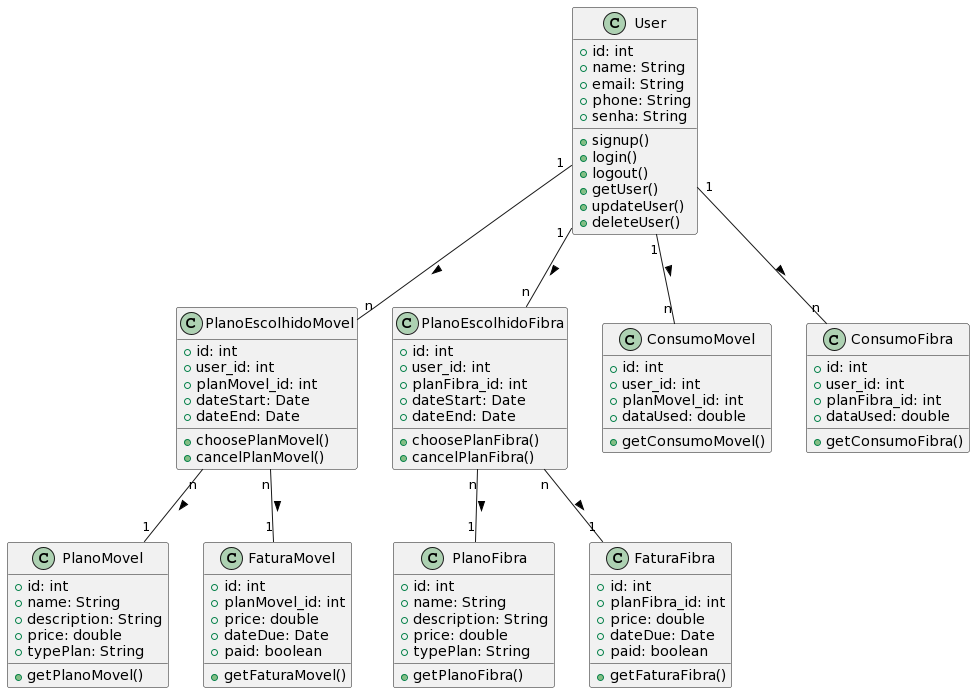 C User
id: int
name: String
email: String
phone: String
senha: String
signup()
login()
logout()
getUser()
updateUser()
deleteUser()
1
1
1
1
n
n
n
n
C PlanoEscolhidoMovel
id: int
user_id: int
planMovel_id: int
dateStart: Date
dateEnd: Date
choosePlanMovel()
cancelPlanMovel()
C PlanoEscolhidoFibra
id: int
user_id: int
planFibra_id: int
dateStart: Date
dateEnd: Date
choosePlanFibra()
cancelPlanFibra()
C ConsumoMovel
id: int
user_id: int
planMovel_id: int
dataUsed: double
getConsumoMovel()
C ConsumoFibra
id: int
user_id: int
planFibra_id: int
dataUsed: double
getConsumoFibra()
n
n
n
n
1
1
1
1
C PlanoMovel
id: int
name: String
description: String
price: double
typePlan: String
getPlanoMovel()
C FaturaMovel
id: int
planMovel_id: int
price: double
dateDue: Date
paid: boolean
getFaturaMovel()
C PlanoFibra
id: int
name: String
description: String
price: double
typePlan: String
getPlanoFibra()
C FaturaFibra
id: int
planFibra_id: int
price: double
dateDue: Date
paid: boolean
getFaturaFibra()